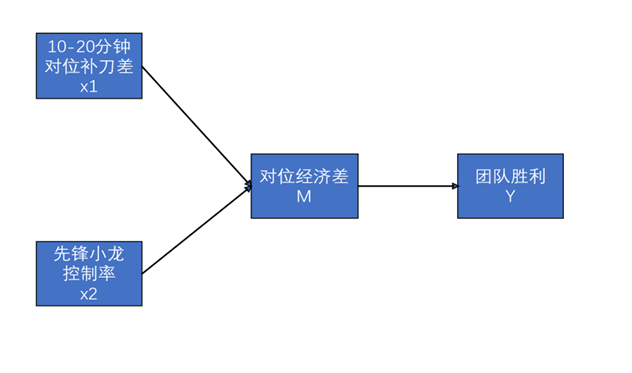 10-20分钟
对位补刀差
x1
对位经济差
M
团队胜利
Y
先锋小龙
控制率
x2